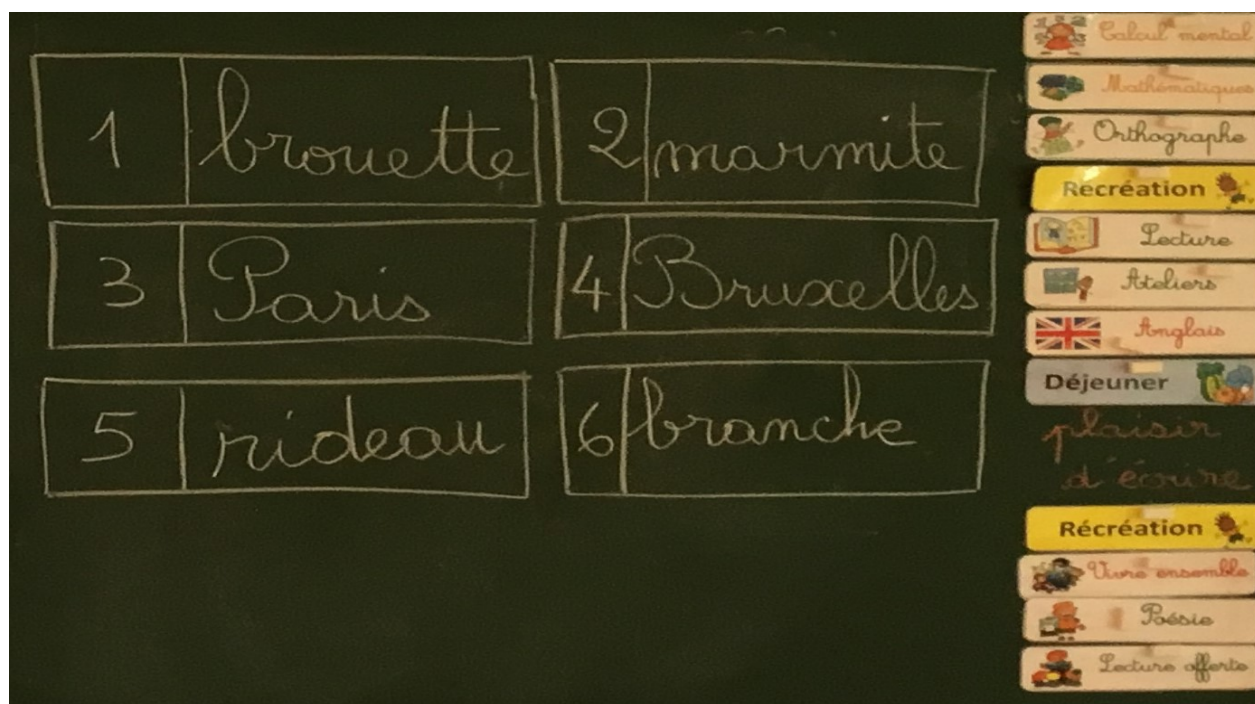 1 brouette
2 marmite
3 Paris
4 Bruxelles
5 rideau
6 branche
Calcul mental
Mathématiques
Orthographe
Recréation
Lecture
Ateliers
Anglais
Déjeuner
plaisir
d'écrire
Récréation
Vivre ensemble
Poésie
Lecture offerte